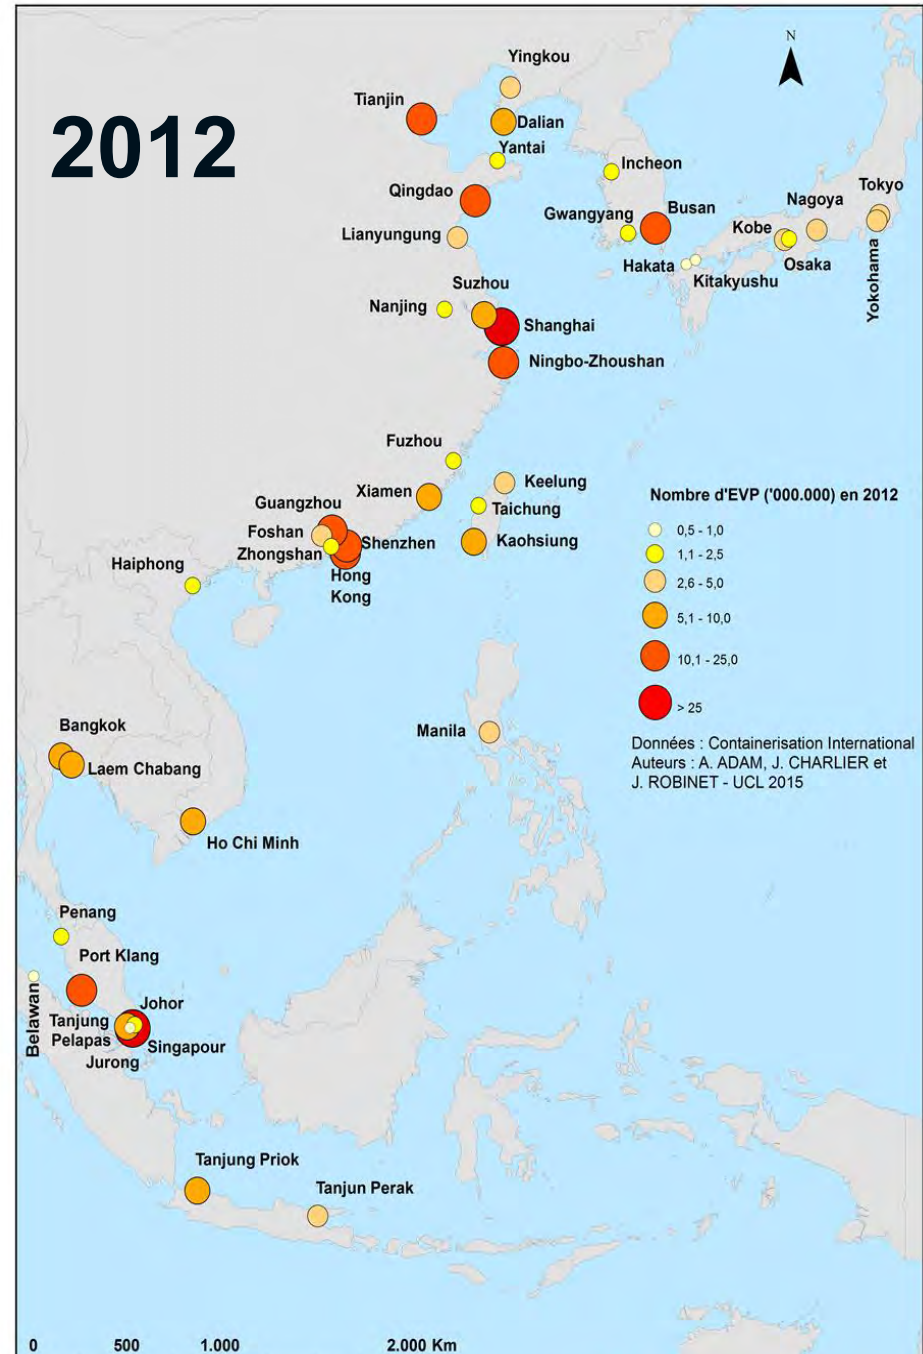 N
Yingkou
Tianjin
2012
Dalian
Yantai
Incheon
Qingdao
Tokyo
Nagoya
Gwangyang
Busan
Kobe
Lianyungung
Hakata
Osaka
Kitakyushu
Yokohama
Suzhou
Nanjing
Shanghai
Ningbo-Zhoushan
Fuzhou
Keelung
Xiamen
Guangzhou
Taichung
Foshan
Shenzhen
Kaohsiung
Zhongshan
Haiphong
Hong
Kong
Nombre d'EVP ('000.000) en 2012
0,5 - 1,0
1,1 - 2,5
2,6 - 5,0
5,1 - 10,0
10,1 - 25,0
> 25
Données : Containerisation International
Auteurs : A. ADAM, J. CHARLIER et
J. ROBINET - UCL 2015
Manila
Bangkok
Laem Chabang
Ho Chi Minh
Penang
Port Klang
Belawan
Johor
Tanjung
Pelapas
Singapour
Jurong
Tanjung Priok
Tanjun Perak
0 500 1.000 2.000 Km